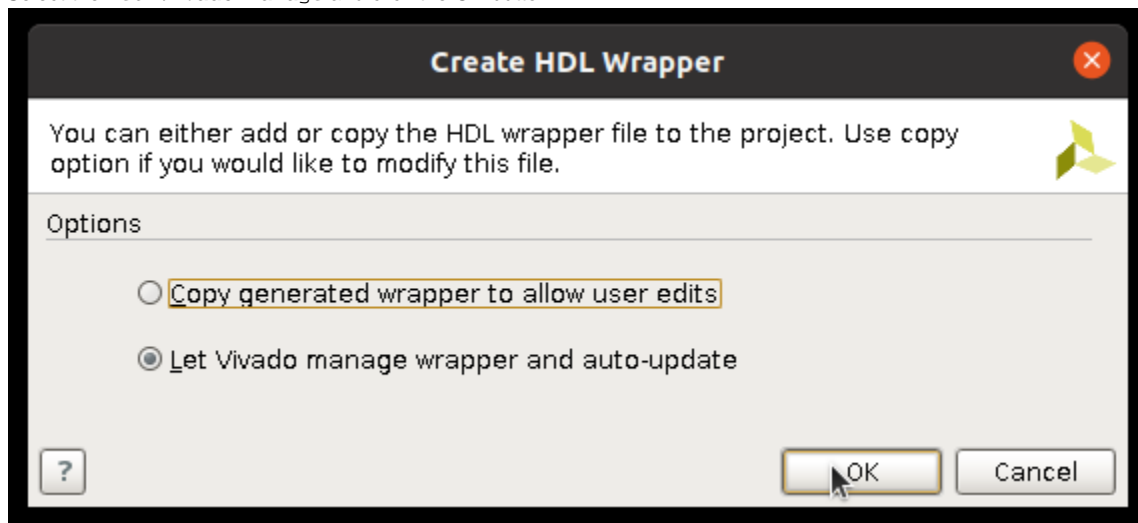 Create HDL Wrapper
You can either add or copy the HDL wrapper file to the project. Use copy
option if you would like to modify this file.
Options
Copy generated wrapper to allow user edits
Let Vivado manage wrapper and auto-update
?
OK
Cancel